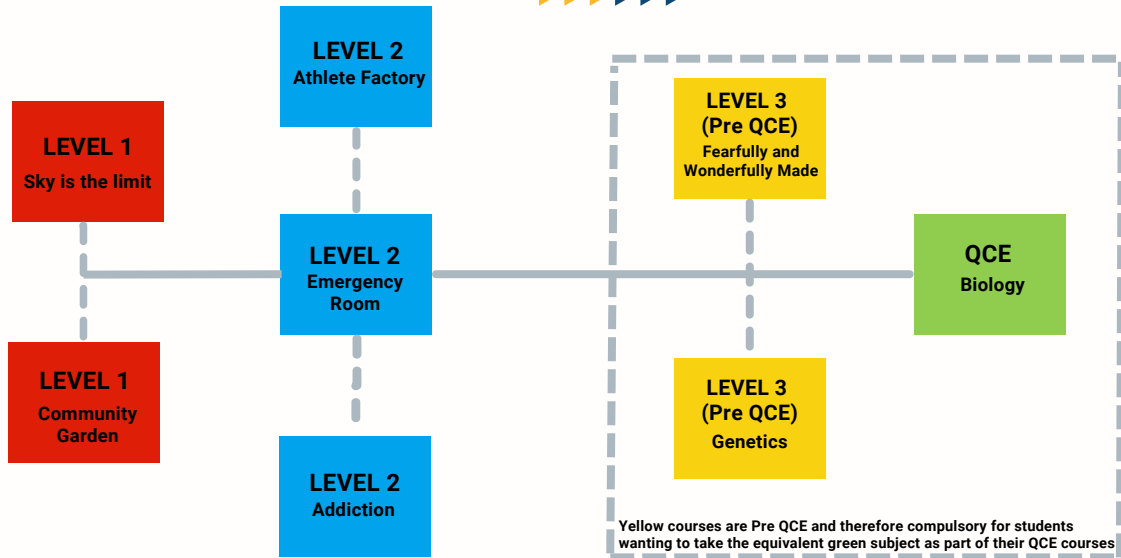 LEVEL 1
Sky is the limit
LEVEL 1
Community
Garden
LEVEL 2
Athlete Factory
LEVEL 2
Emergency
Room
LEVEL 2
Addiction
LEVEL 3
(Pre QCE)
Fearfully and
Wonderfully Made
LEVEL 3
(Pre QCE)
Genetics
QCE
Biology
Yellow courses are Pre QCE and therefore compulsory for students
wanting to take the equivalent green subject as part of their QCE courses